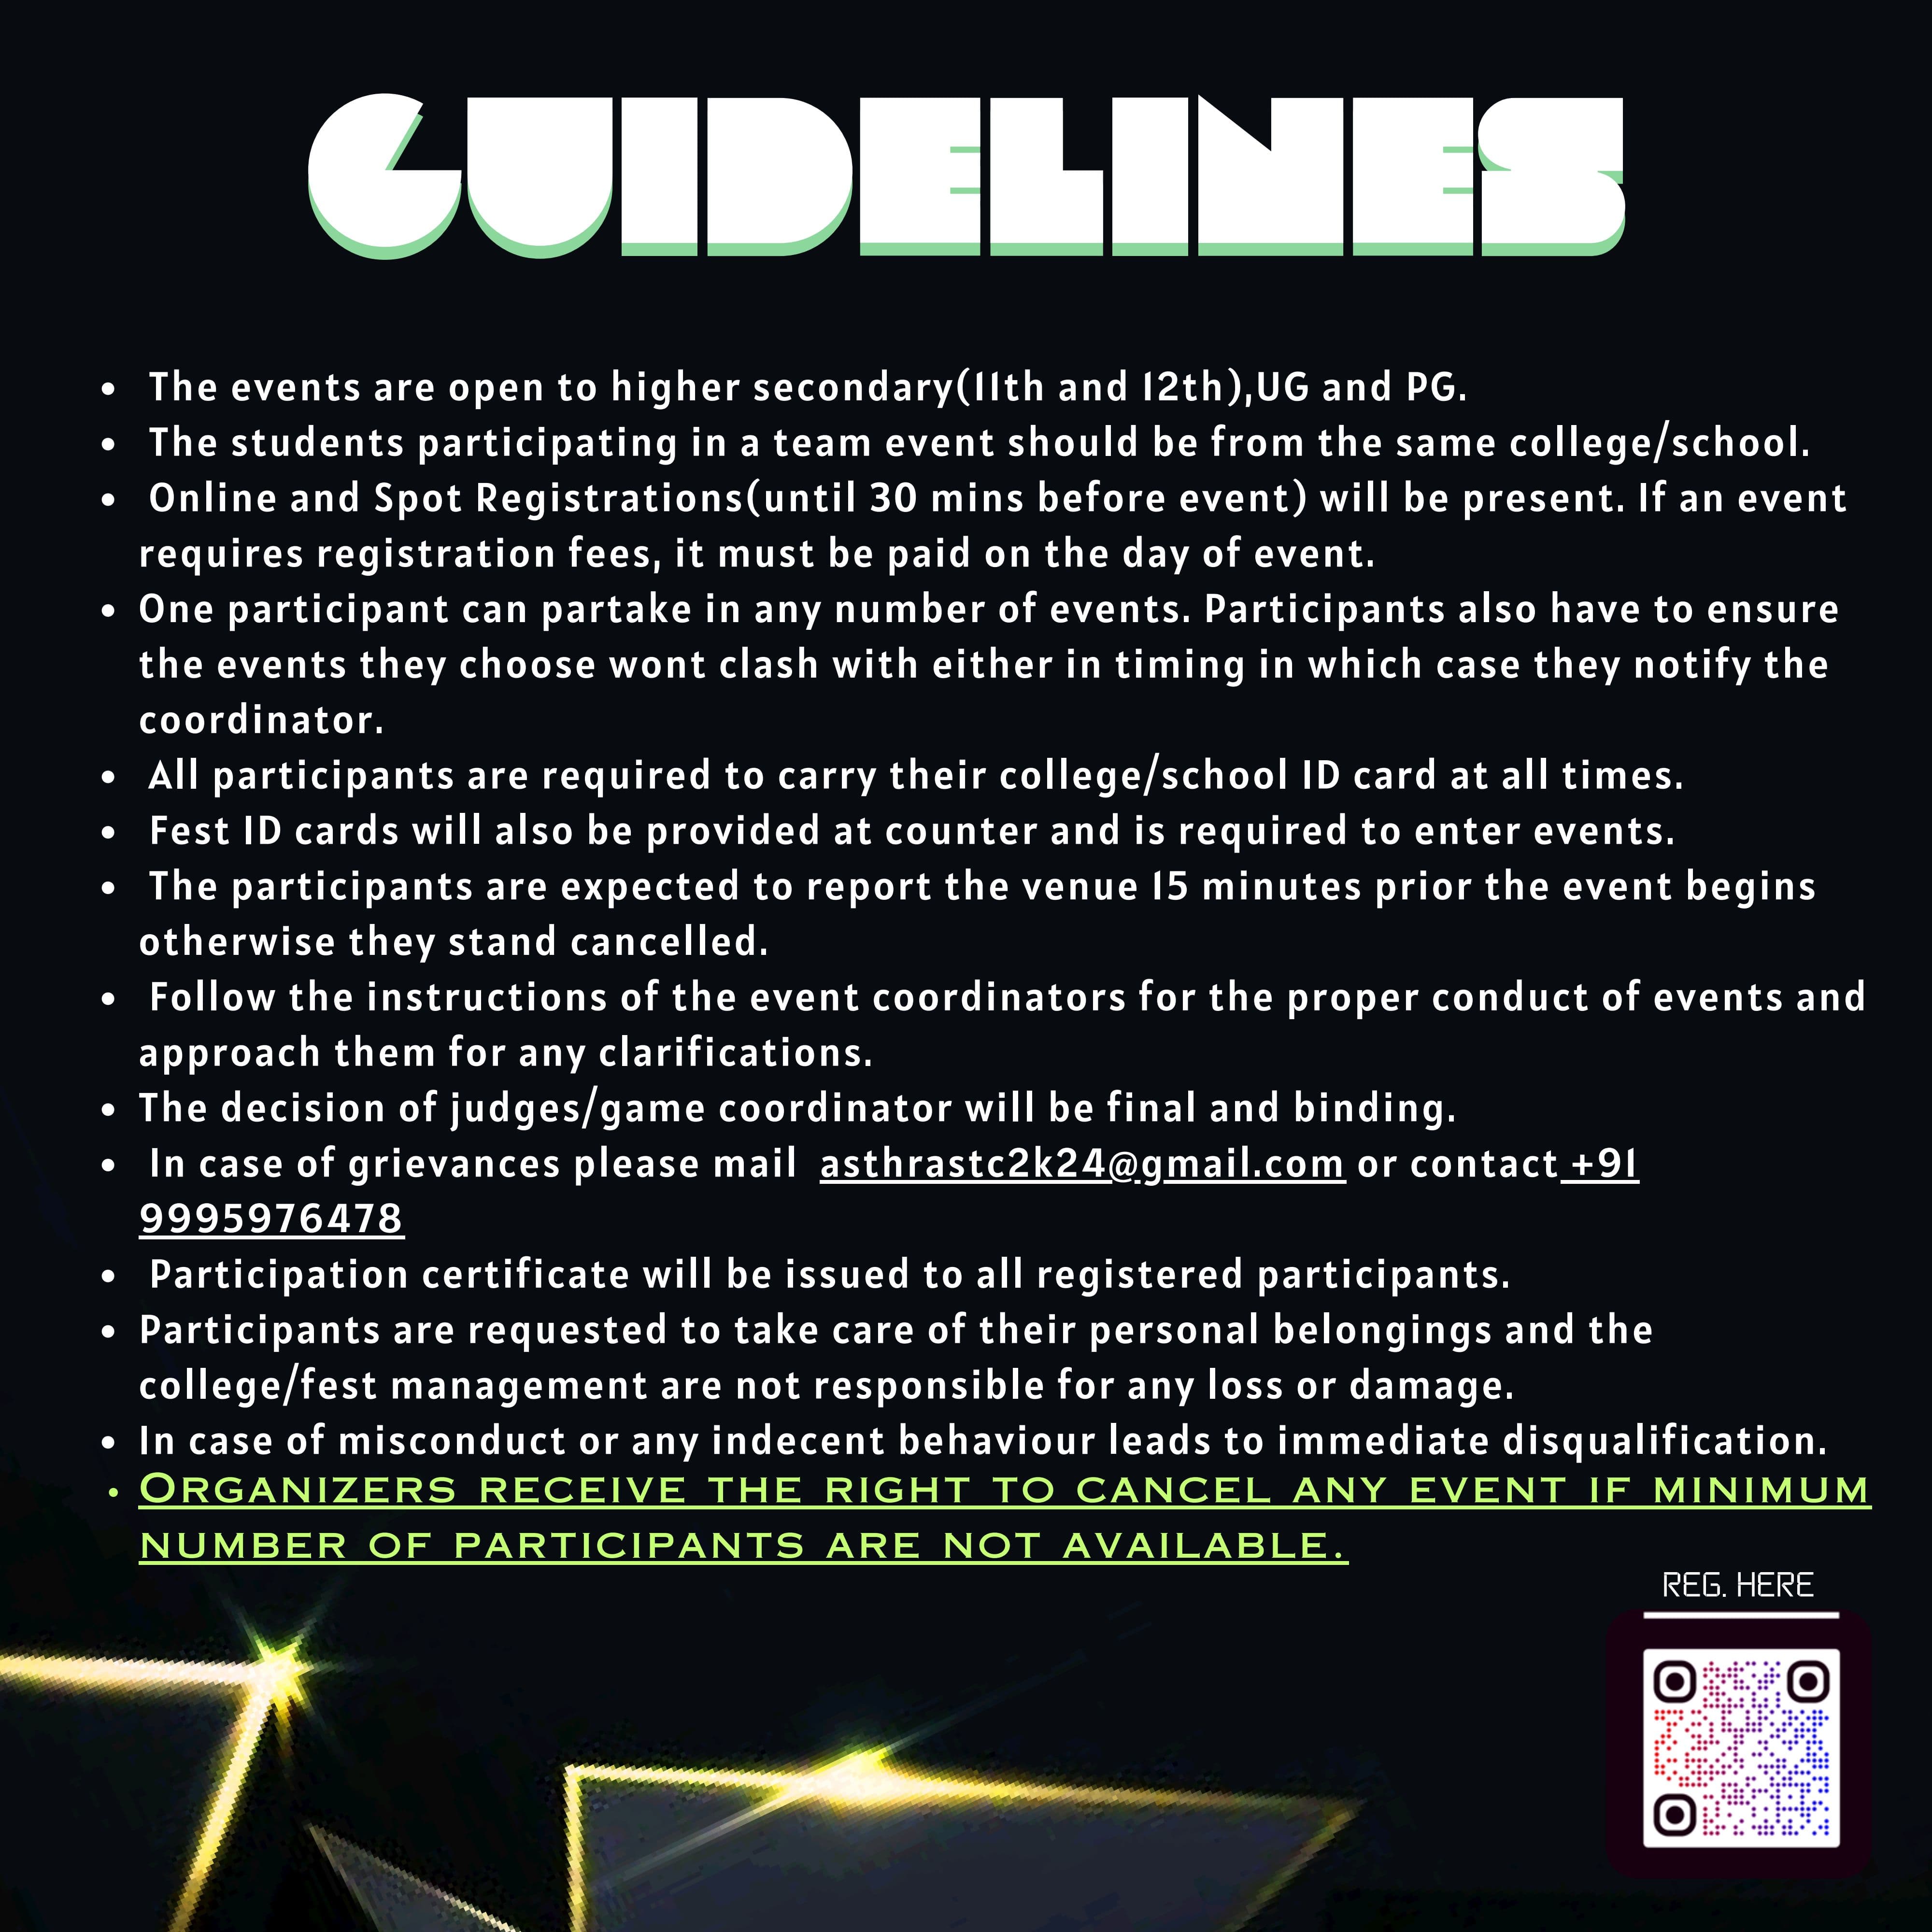 GUIDELINES
• The events are open to higher secondary(11th and 12th),UG and PG.
• The students participating in a team event should be from the same college/school.
• Online and Spot Registrations(until 30 mins before event) will be present. If an event
requires registration fees, it must be paid on the day of event.
• One participant can partake in any number of events. Participants also have to ensure
the events they choose wont clash with either in timing in which case they notify the
coordinator.
• All participants are required to carry their college/school ID card at all times.
• Fest ID cards will also be provided at counter and is required to enter events.
• The participants are expected to report the venue 15 minutes prior the event begins
otherwise they stand cancelled.
• Follow the instructions of the event coordinators for the proper conduct of events and
approach them for any clarifications.
• The decision of judges/game coordinator will be final and binding.
• In case of grievances please mail asthrastc2k24@gmail.com or contact +91
9995976478
• Participation certificate will be issued to all registered participants.
• Participants are requested to take care of their personal belongings and the
college/fest management are not responsible for any loss or damage.
• In case of misconduct or any indecent behaviour leads to immediate disqualification.
• ORGANIZERS RECEIVE THE RIGHT TO CANCEL ANY EVENT IF MINIMUM
NUMBER OF PARTICIPANTS ARE NOT AVAILABLE.
REG. HERE